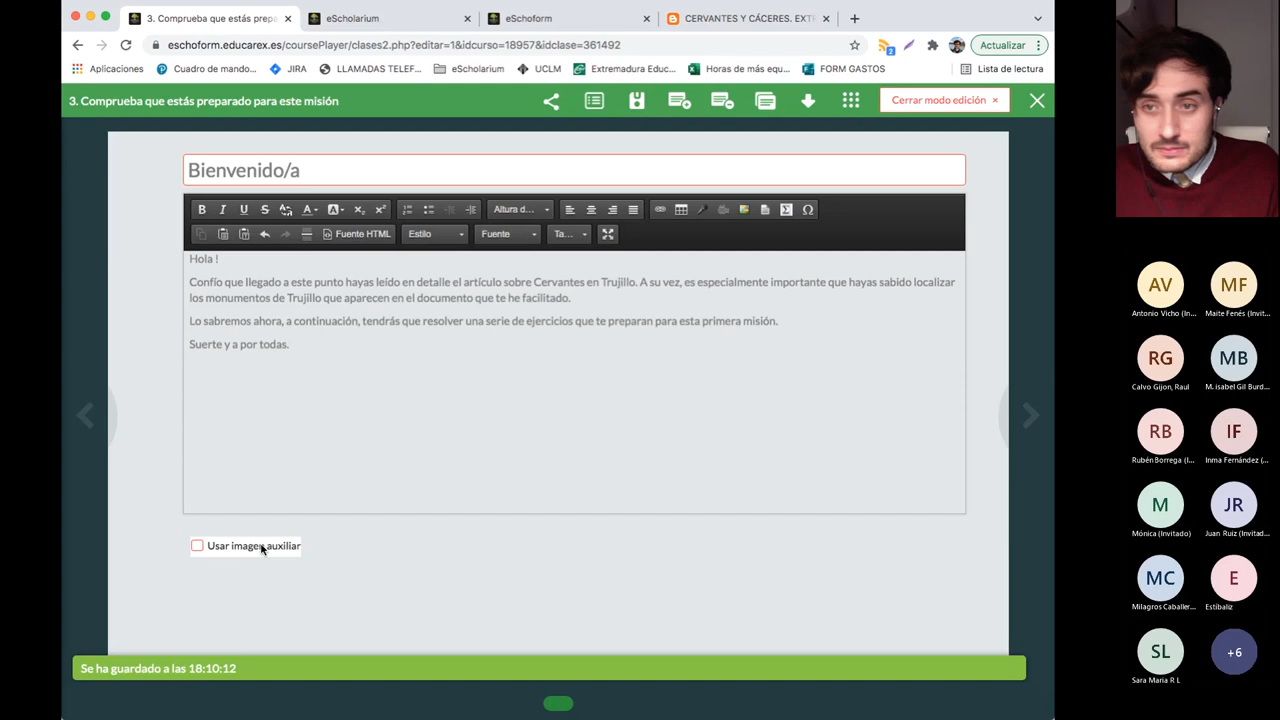 3. Comprueba que estás prepa
eScholarium
eSchoform
CERVANTES Y CÁCERES. EXT
eschoform.educarex.es/coursePlayer/clases2.php?editar=1&idcurso=18957&idclase=361492
2
Actualizar
Aplicaciones
Cuadro de mando...
JIRA
LLAMADAS TELEF...
eScholarium
UCLM
Extremadura Educ...
Horas de más equ...
FORM GASTOS
Lista de lectura
3. Comprueba que estás preparado para este misión
Cerrar modo edición ×
Bienvenido/a
Altura d...
Fuente HTML
Estilo
Fuente
Ta...
Hola !
Confío que llegado a este punto hayas leído en detalle el artículo sobre Cervantes en Trujillo. A su vez, es especialmente importante que hayas sabido localizar
los monumentos de Trujillo que aparecen en el documento que te he facilitado.
Lo sabremos ahora, a continuación, tendrás que resolver una serie de ejercicios que te preparan para esta primera misión.
Suerte y a por todas.
Usar imagen auxiliar
Se ha guardado a las 18:10:12
AV
MF
Antonio Vicho (In...
Maite Fenés (Invit...
RG
MB
Calvo Gijon, Raul
M. isabel Gil Burd...
RB
IF
Rubén Borrega (I...
Inma Fernández (...
M
JR
Mónica (Invitado)
Juan Ruiz (Invitad...
MC
E
Milagros Caballer...
Estíbaliz
SL
+6
Sara Maria R L